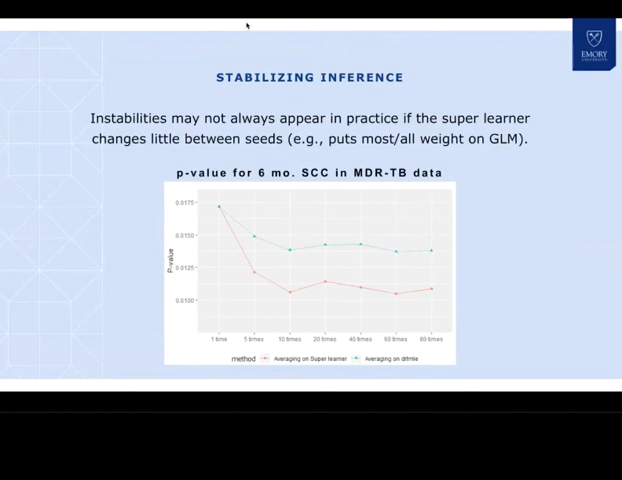 EMORY
UNIVERSITY
STABILIZING INFERENCE
Instabilities may not always appear in practice if the super learner
changes little between seeds (e.g., puts most/all weight on GLM).
p-value for 6 mo. SCC in MDR-TB data
0.0175
0.0150
0.0125
0.0100
P-value
1 time 5 times 10 times 20 times 40 times 60 times 80 times
method Averaging on Super learner Averaging on drtmle